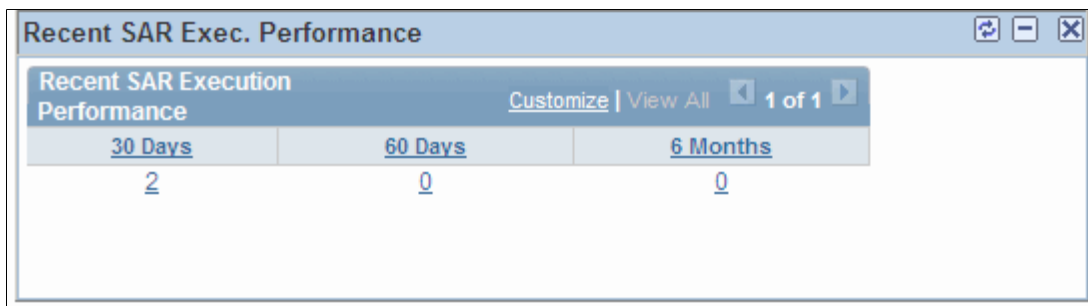 Recent SAR Exec. Performance
Recent SAR Execution
Performance
Customize | View All 1 of 1
30 Days 60 Days 6 Months
2 0 0